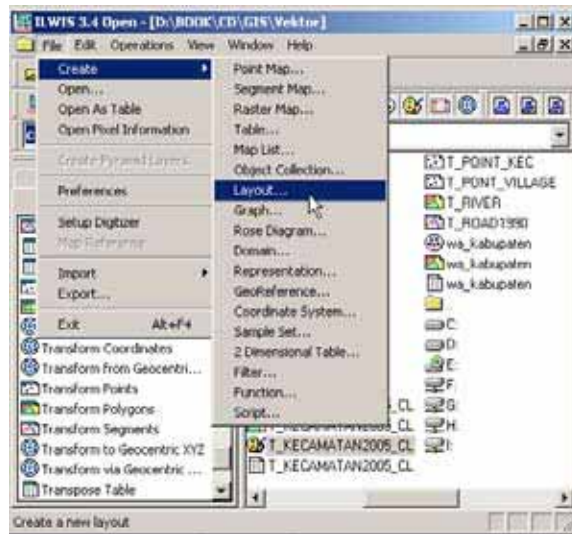 ILWIS 3.4 Open - [D:\BOOK\CD\GIS\Vektor]
File Edit Operations View Window Help
Create
Open...
Open As Table
Open Pixel Information
Create Pyramid Layers
Preferences
Setup Digitizer
Map Reference
Import
Export...
Exit Alt+F4
Point Map...
Segment Map...
Raster Map...
Table...
Map List...
Object Collection...
Layout...
Graph...
Rose Diagram...
Domain...
Representation...
GeoReference...
Coordinate System...
Sample Set...
2 Dimensional Table...
Filter...
Function...
Script...
T_POINT_KEC
T_PONT_VILLAGE
T_RIVER
T_ROAD1990
wa_kabupaten
wa_kabupaten
wa_kabupaten
..
C:
D:
E:
F:
G:
H:
I:
Transform Coordinates
Transform from Geocentri...
Transform Points
Transform Polygons
Transform Segments
Transform to Geocentric XYZ
Transform via Geocentric ...
Transpose Table
_CL
T_KECAMATAN2005_CL
T_KECAMATAN2005_CL
T_KECAMATAN2005_CL
Create a new layout